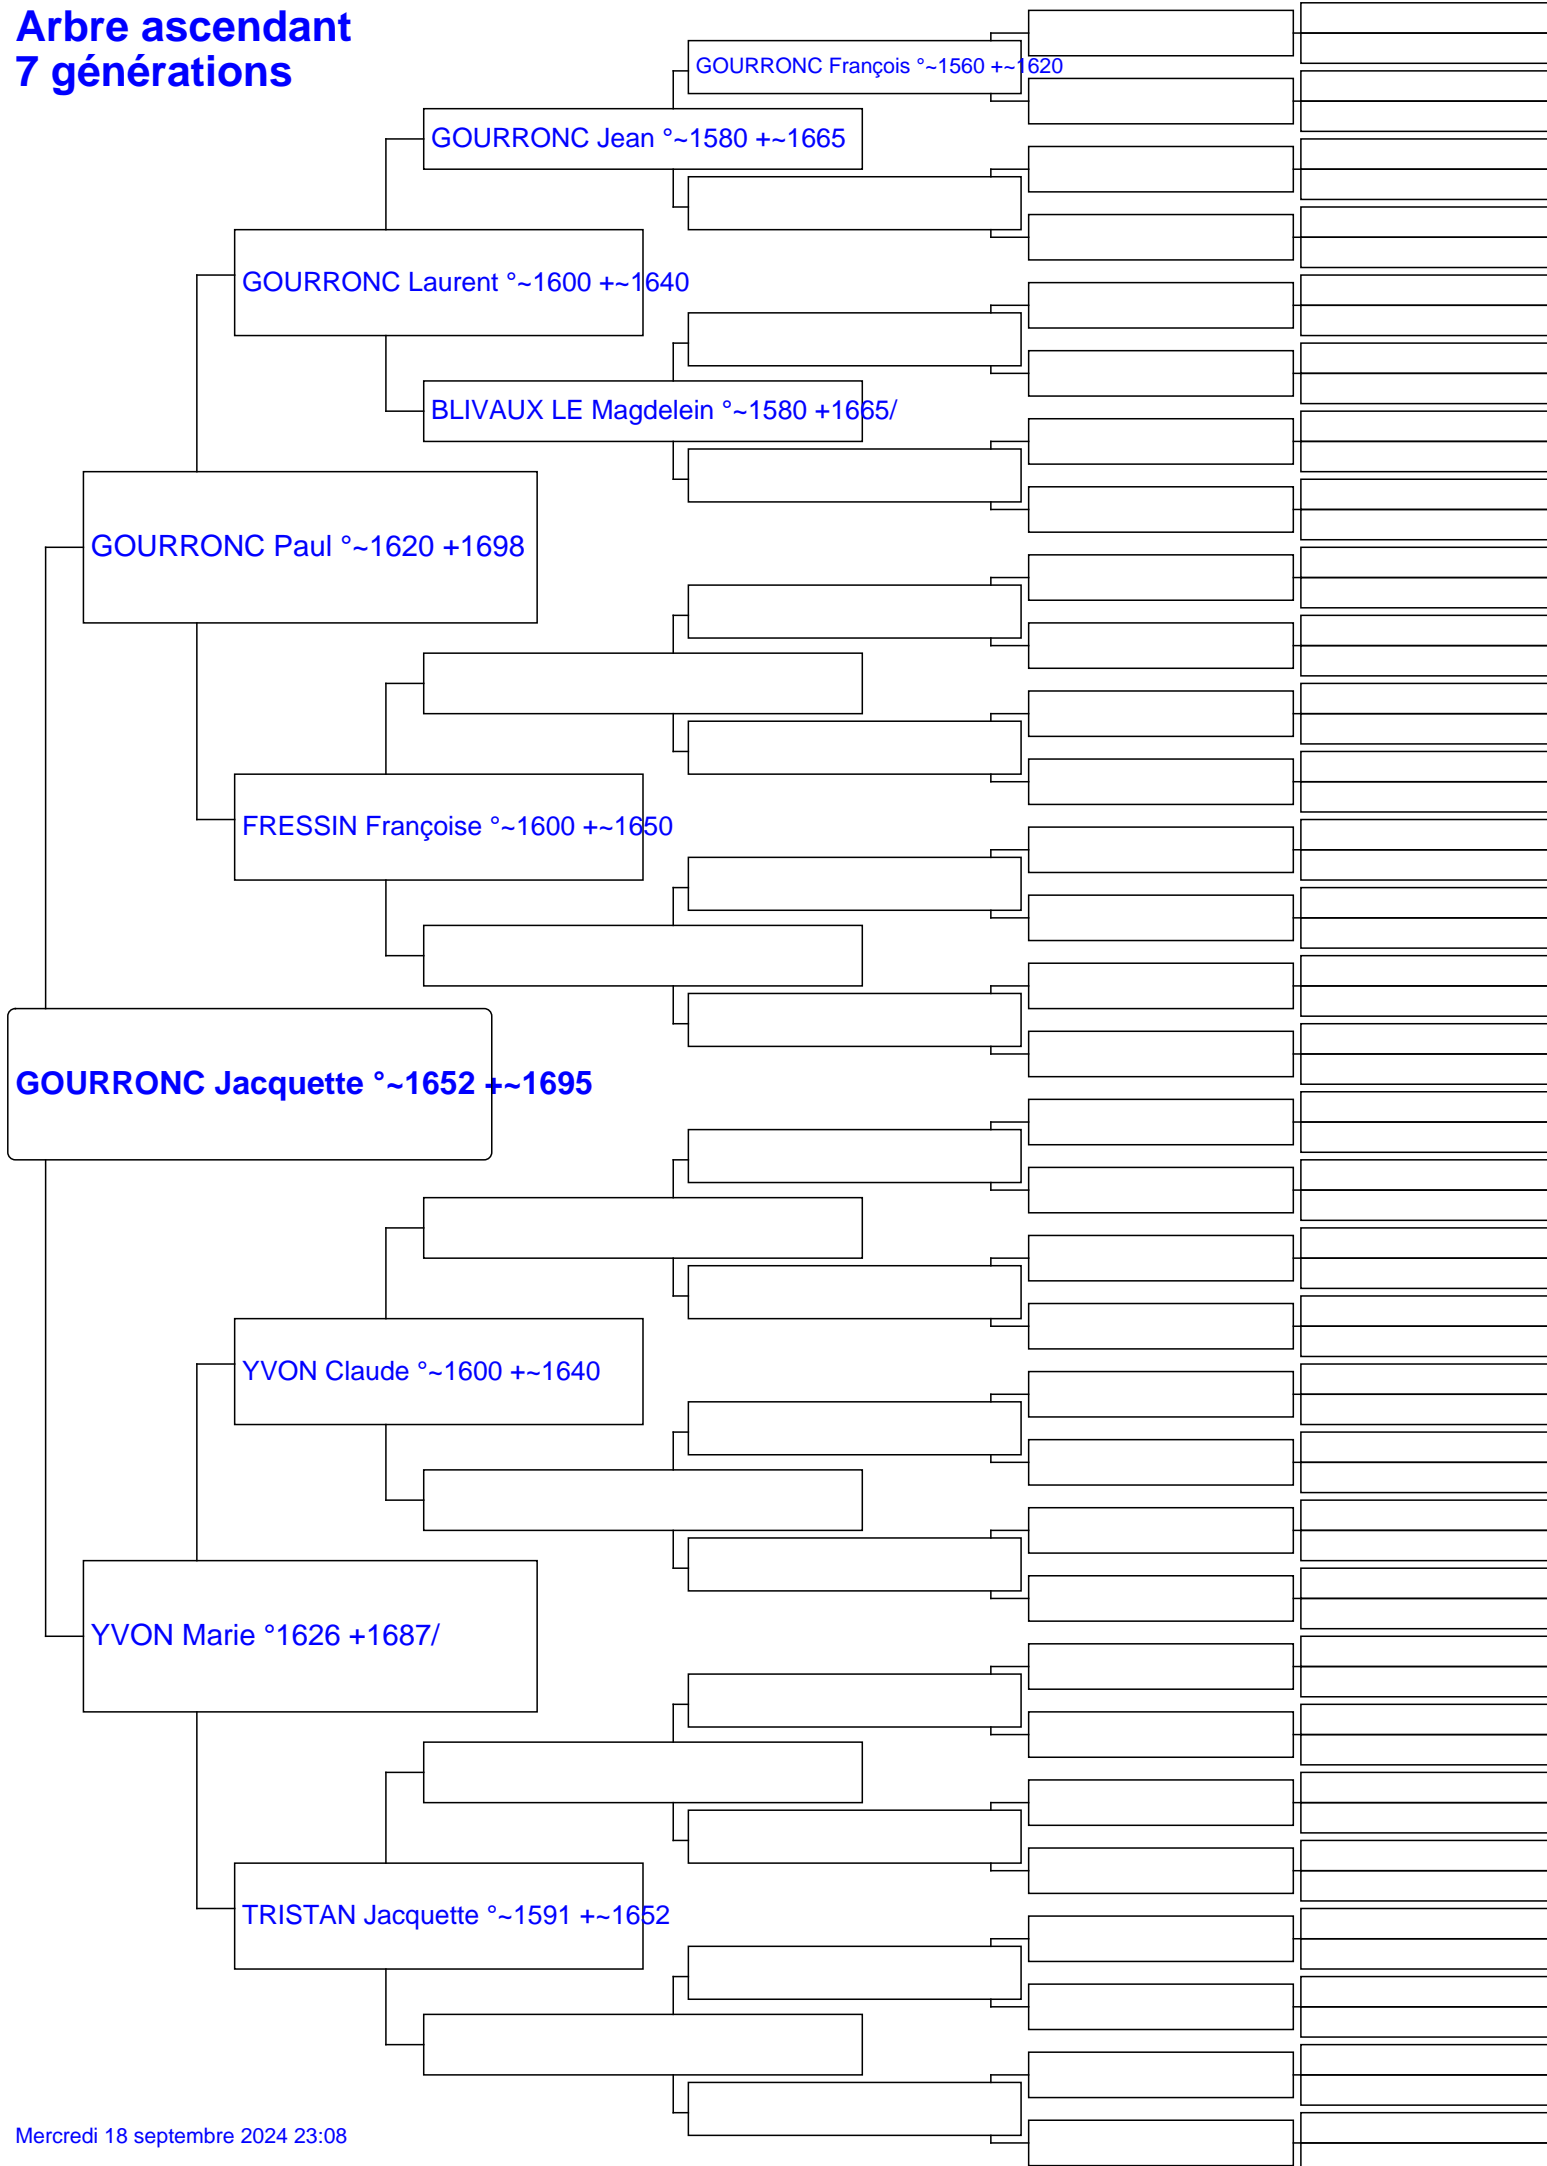 Arbre ascendant
7 générations
GOURRONC François °~1560 +~1620
GOURRONC Jean °~1580 +~1665
GOURRONC Laurent °~1600 +~1640
BLIVAUX LE Magdelein °~1580 +1665/
GOURRONC Paul °~1620 +1698
FRESSIN Françoise °~1600 +~1650
GOURRONC Jacquette °~1652 +~1695
YVON Claude °~1600 +~1640
YVON Marie °1626 +1687/
TRISTAN Jacquette °~1591 +~1652
Mercredi 18 septembre 2024 23:08